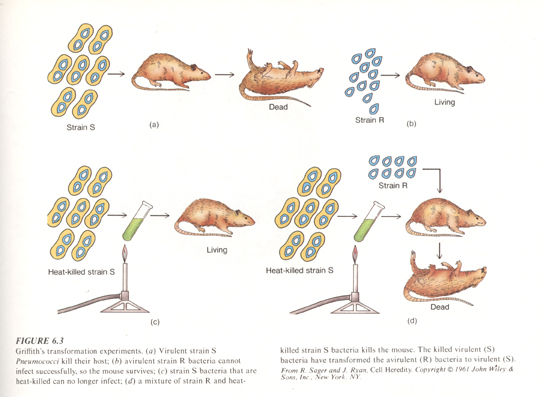 Strain S
(a)
Dead
Strain R
(b)
Living
Heat-killed strain S
Living
(c)
Strain R
Heat-killed strain S
Dead
(d)
FIGURE 6.3
Griffith's transformation experiments. (a) Virulent strain S
Pneumococci kill their host; (b) avirulent strain R bacteria cannot
infect successfully, so the mouse survives; (c) strain S bacteria that are
heat-killed can no longer infect; (d) a mixture of strain R and heat-
killed strain S bacteria kills the mouse. The killed virulent (S)
bacteria have transformed the avirulent (R) bacteria to virulent (S).
From R. Sager and J. Ryan, Cell Heredity. Copyright © 1961 John Wiley &
Sons, Inc., New York. NY.